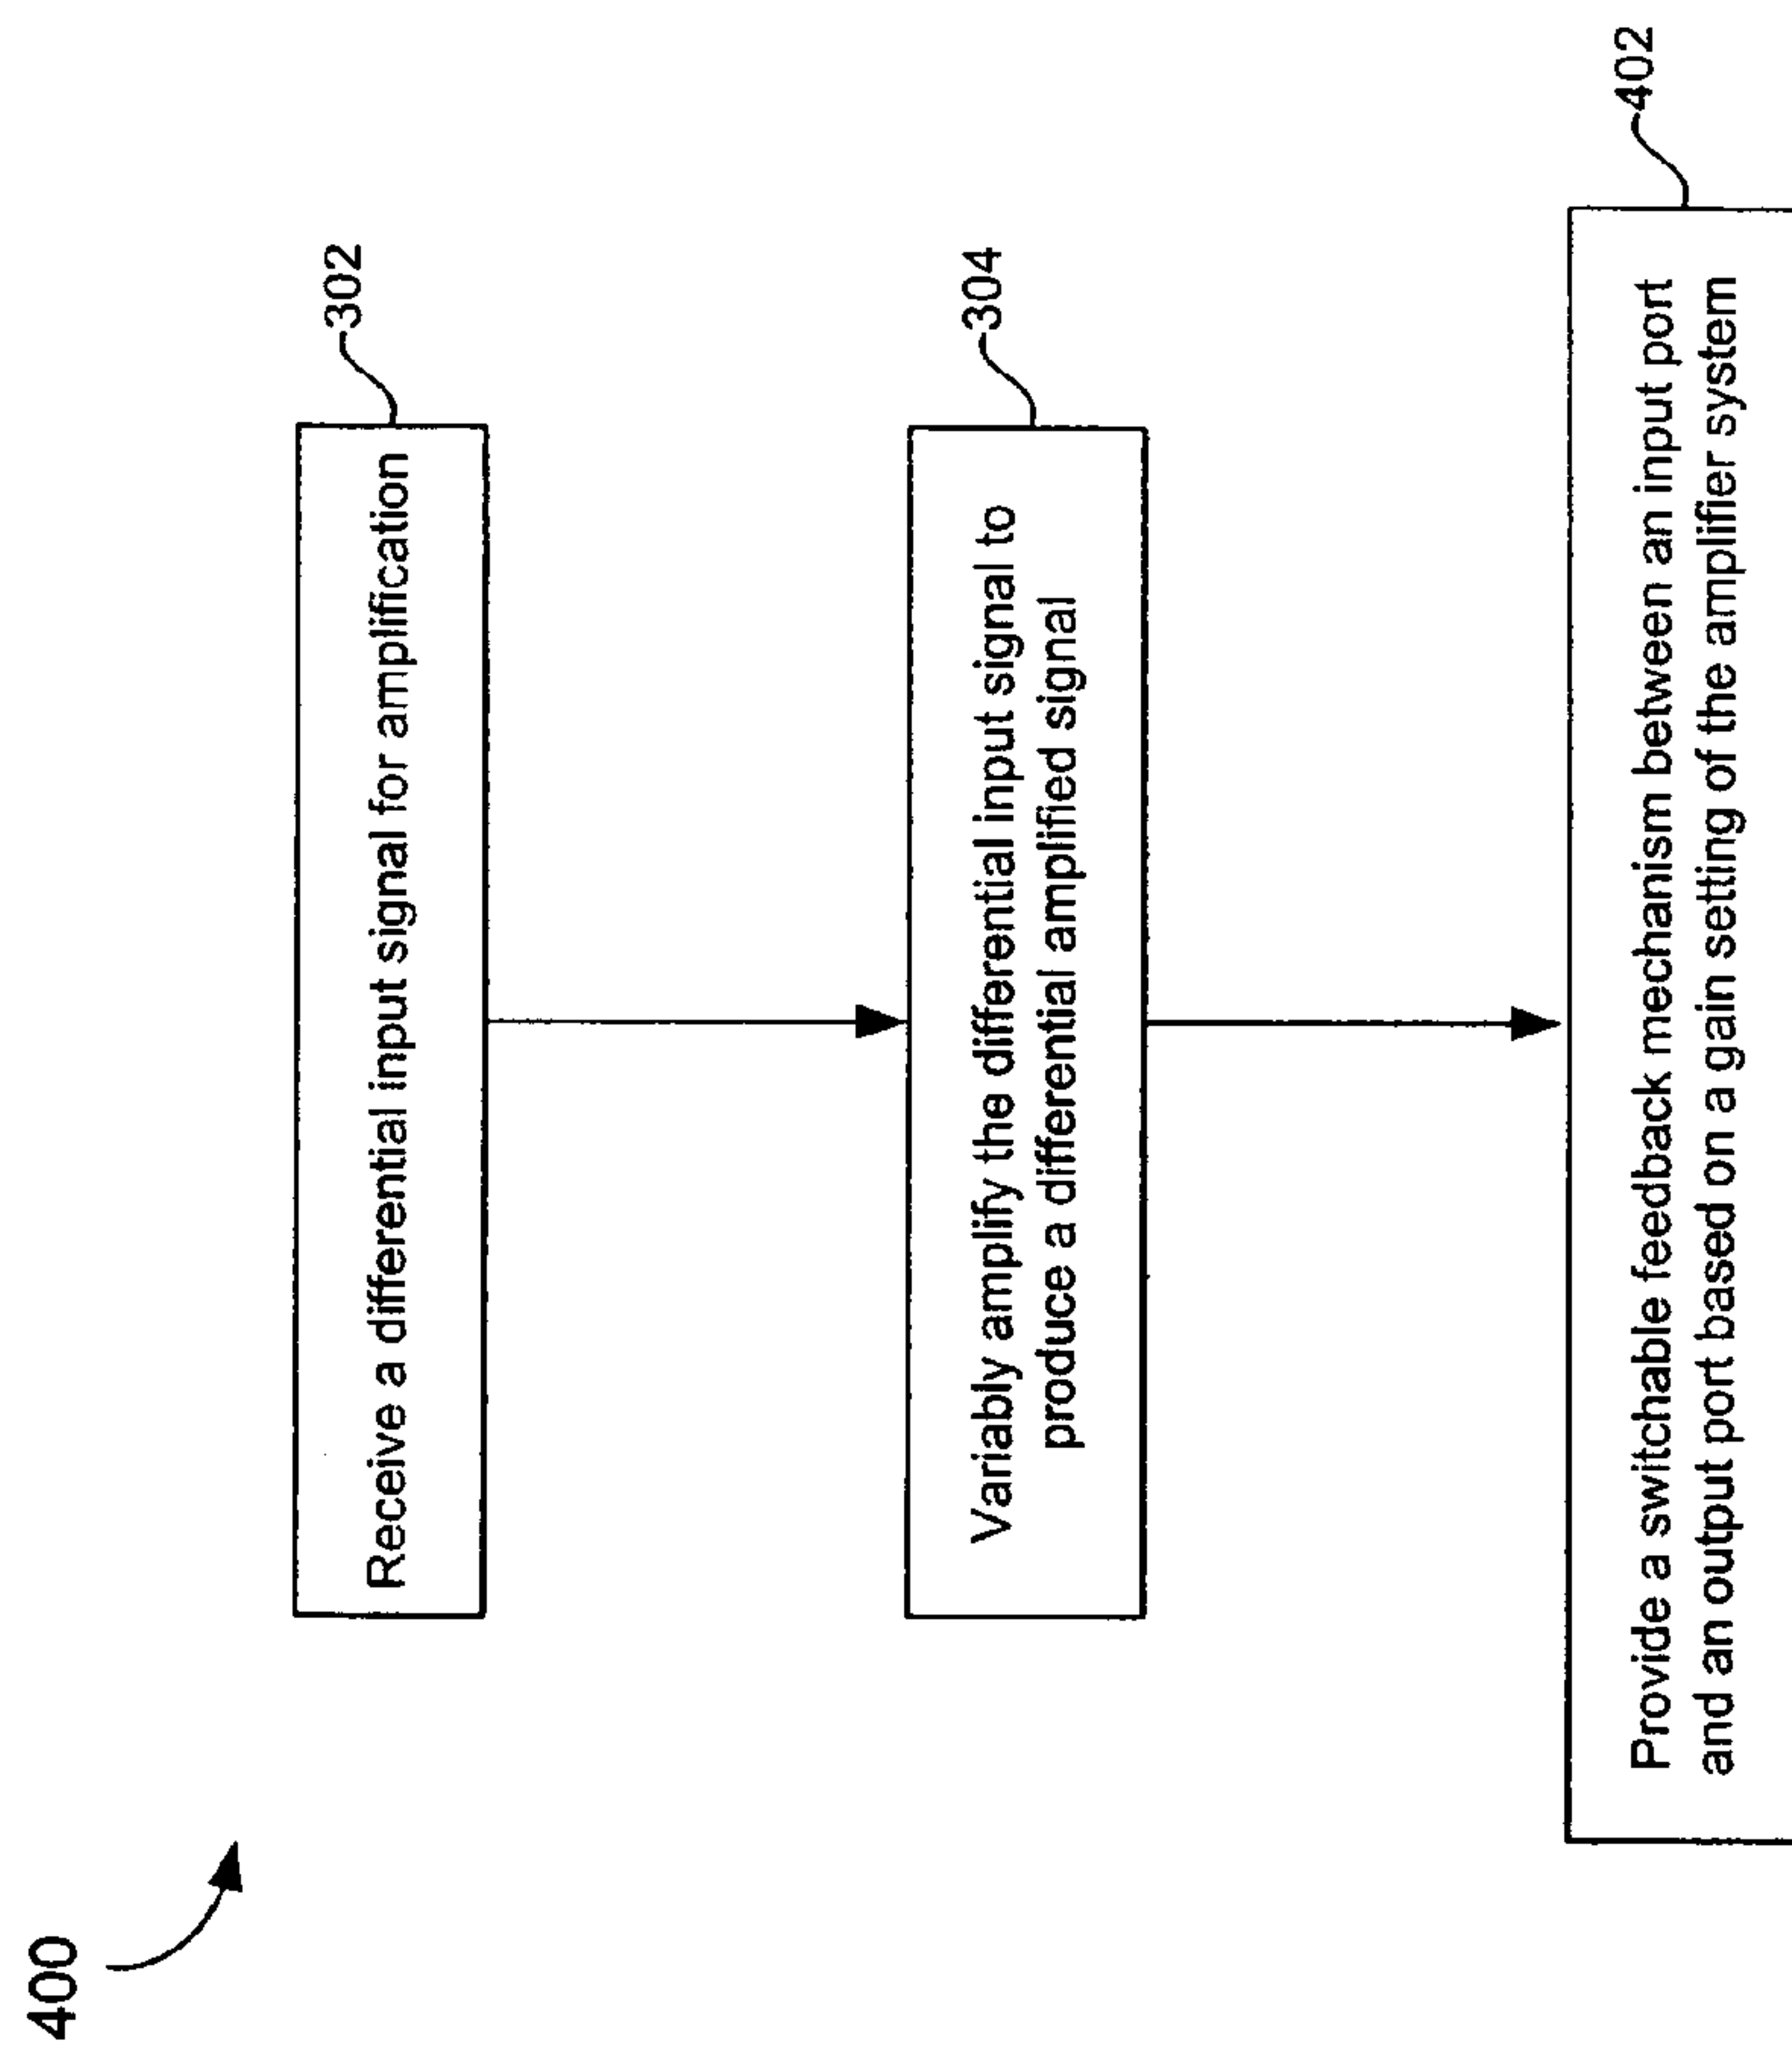 400
Receive a differential input signal for amplification
302
Variably amplify the differential input signal to
produce a differential amplified signal
304
Provide a switchable feedback mechanism between an input port
and an output port based on a gain setting of the amplifier system
402